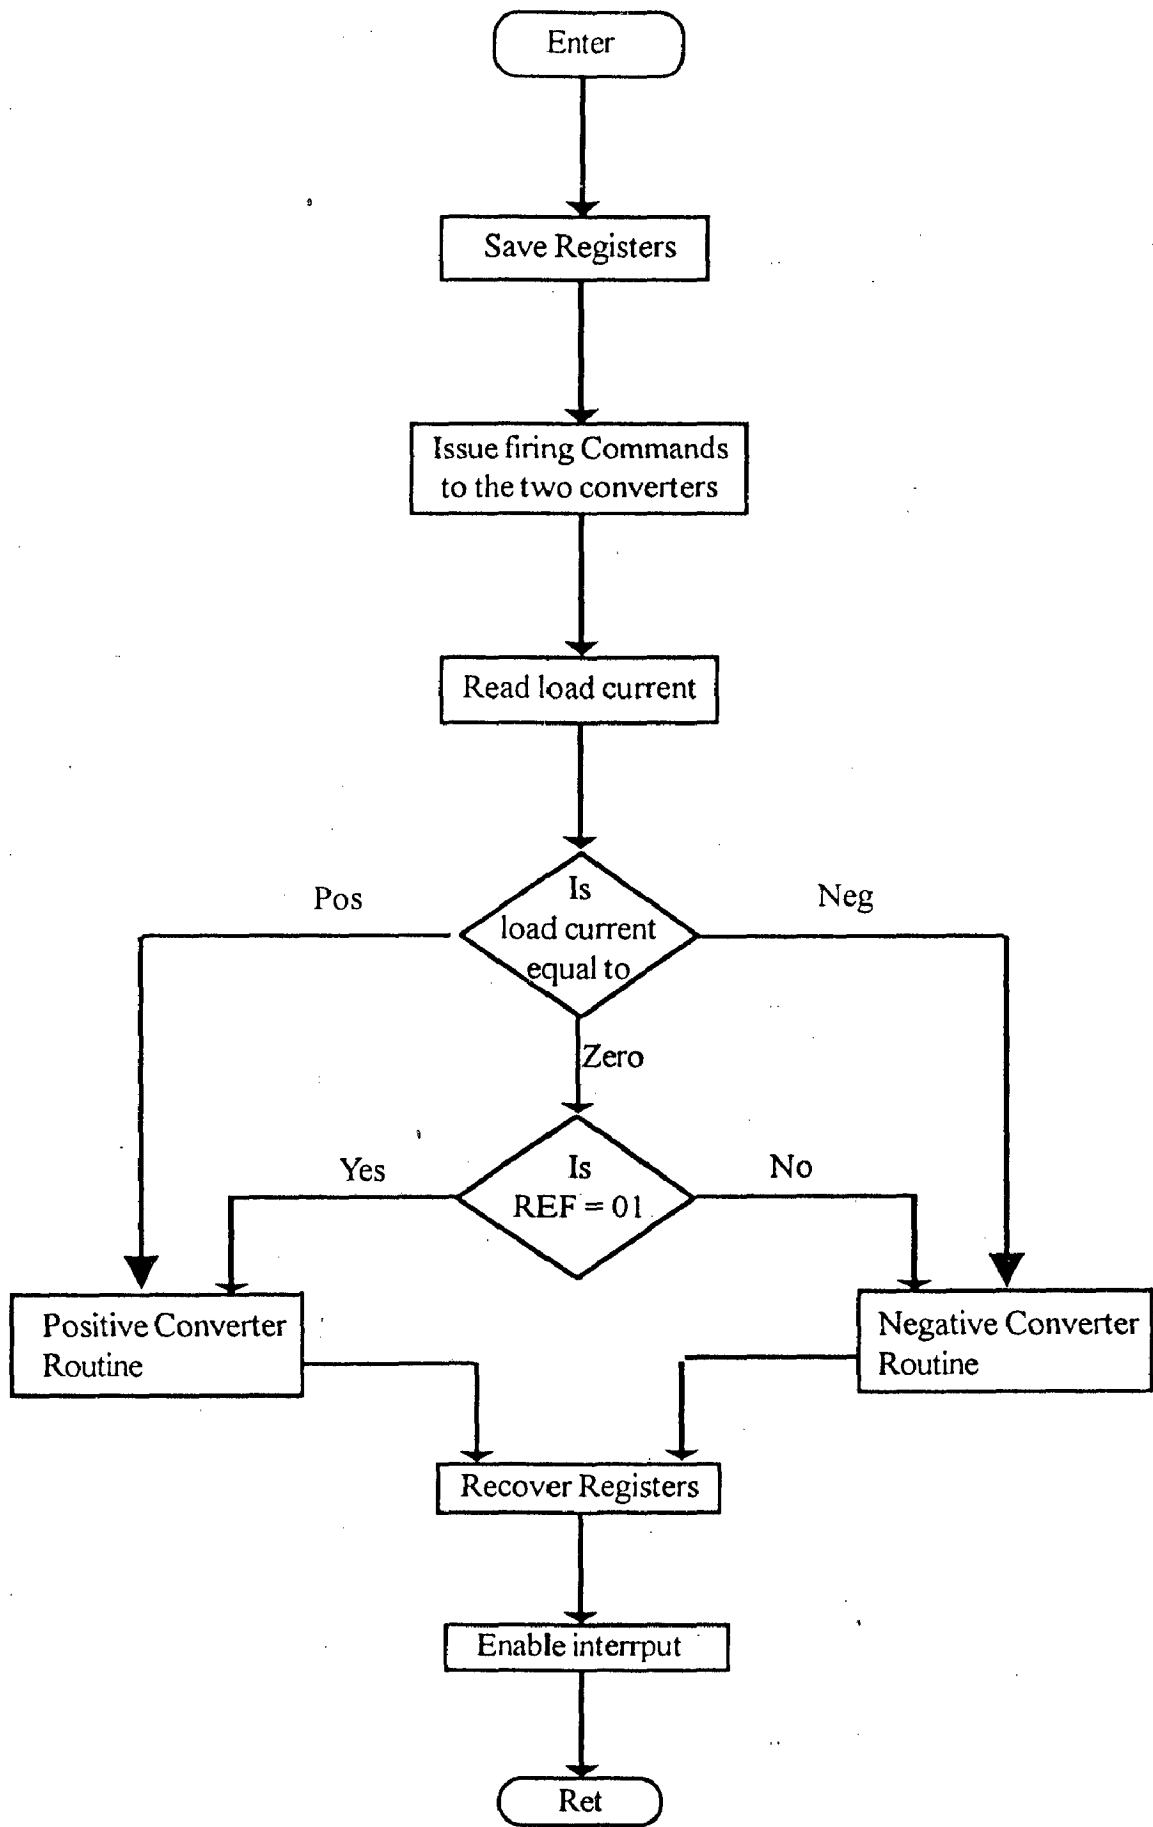 Enter
Save Registers
Issue firing Commands
to the two converters
Read load current
Is
load current
equal to
Pos
Neg
Zero
Is
REF = 01
Yes
No
Positive Converter
Routine
Negative Converter
Routine
Recover Registers
Enable interrput
Ret